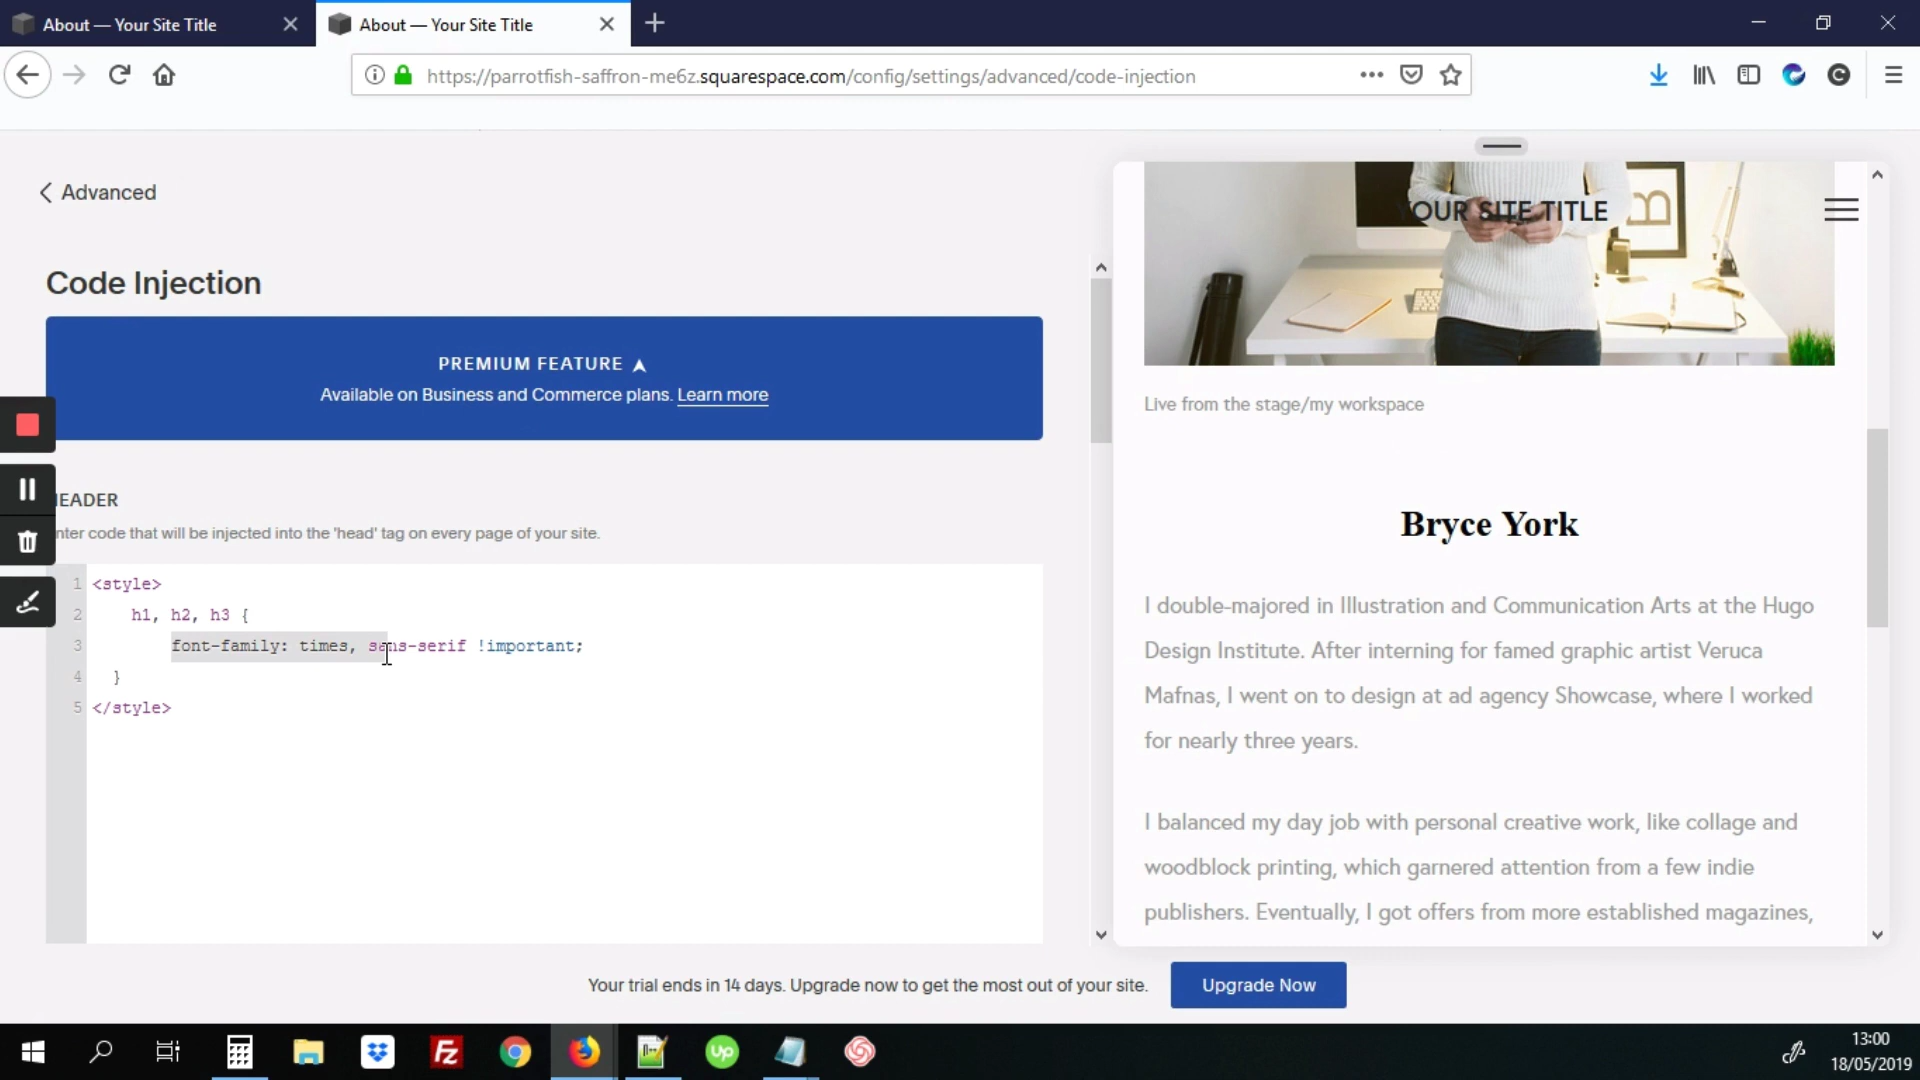 About — Your Site Title
About — Your Site Title
https://parrotfish-saffron-me6z.squarespace.com/config/settings/advanced/code-injection
Advanced
Code Injection
PREMIUM FEATURE
Available on Business and Commerce plans. Learn more
EADER
nter code that will be injected into the 'head' tag on every page of your site.
1 <style>
2 h1, h2, h3 {
3 font-family: times, sans-serif !important;
4 }
5 </style>
YOUR SITE TITLE
B
Live from the stage/my workspace
Bryce York
I double-majored in Illustration and Communication Arts at the Hugo
Design Institute. After interning for famed graphic artist Veruca
Mafnas, I went on to design at ad agency Showcase, where I worked
for nearly three years.
I balanced my day job with personal creative work, like collage and
woodblock printing, which garnered attention from a few indie
publishers. Eventually, I got offers from more established magazines,
Your trial ends in 14 days. Upgrade now to get the most out of your site.
Upgrade Now
Fz
Up
13:00
18/05/2019